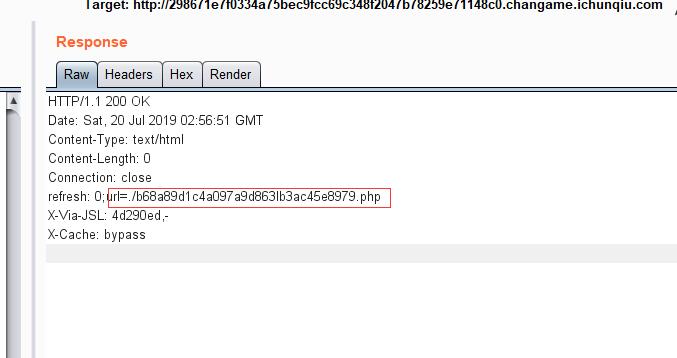 Target: http://298671e7f0334a75bec9fcc69c348f2047b78259e71148c0.changame.ichunqiu.com
Response
Raw Headers Hex Render
HTTP/1.1 200 OK
Date: Sat, 20 Jul 2019 02:56:51 GMT
Content-Type: text/html
Content-Length: 0
Connection: close
refresh: 0;url=./b68a89d1c4a097a9d8631b3ac45e8979.php
X-Via-JSL: 4d290ed,-
X-Cache: bypass